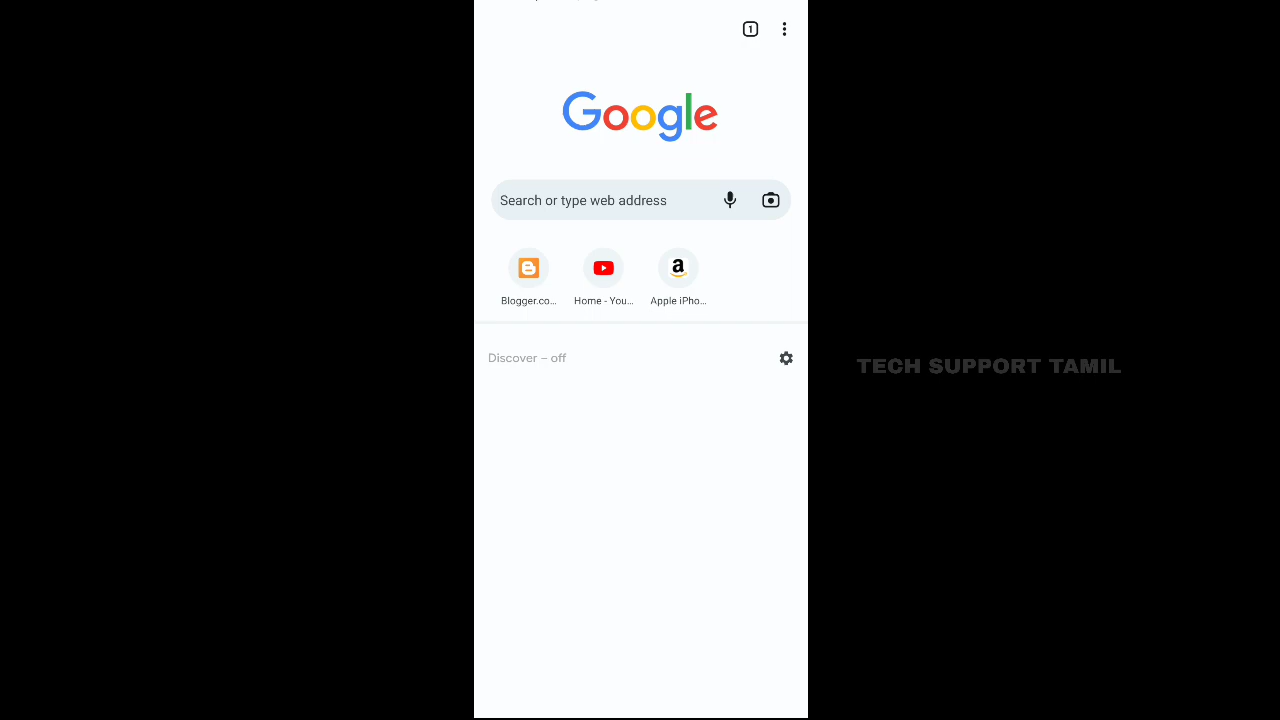 1
Google
Search or type web address
Blogger.co... Home - You... Apple iPho...
Discover – off
TECH SUPPORT TAMIL